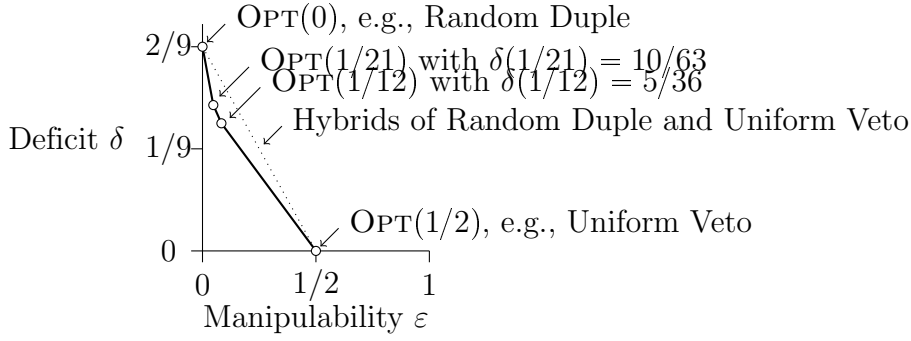 OPT(0), e.g., Random Duple
2/9
OPT(1/21) with δ(1/21) = 10/63
OPT(1/12) with δ(1/12) = 5/36
Hybrids of Random Duple and Uniform Veto
Deficit δ
1/9
OPT(1/2), e.g., Uniform Veto
0
0 1/2 1
Manipulability ε